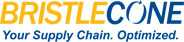 BRISTLECONE
Your Supply Chain. Optimized.